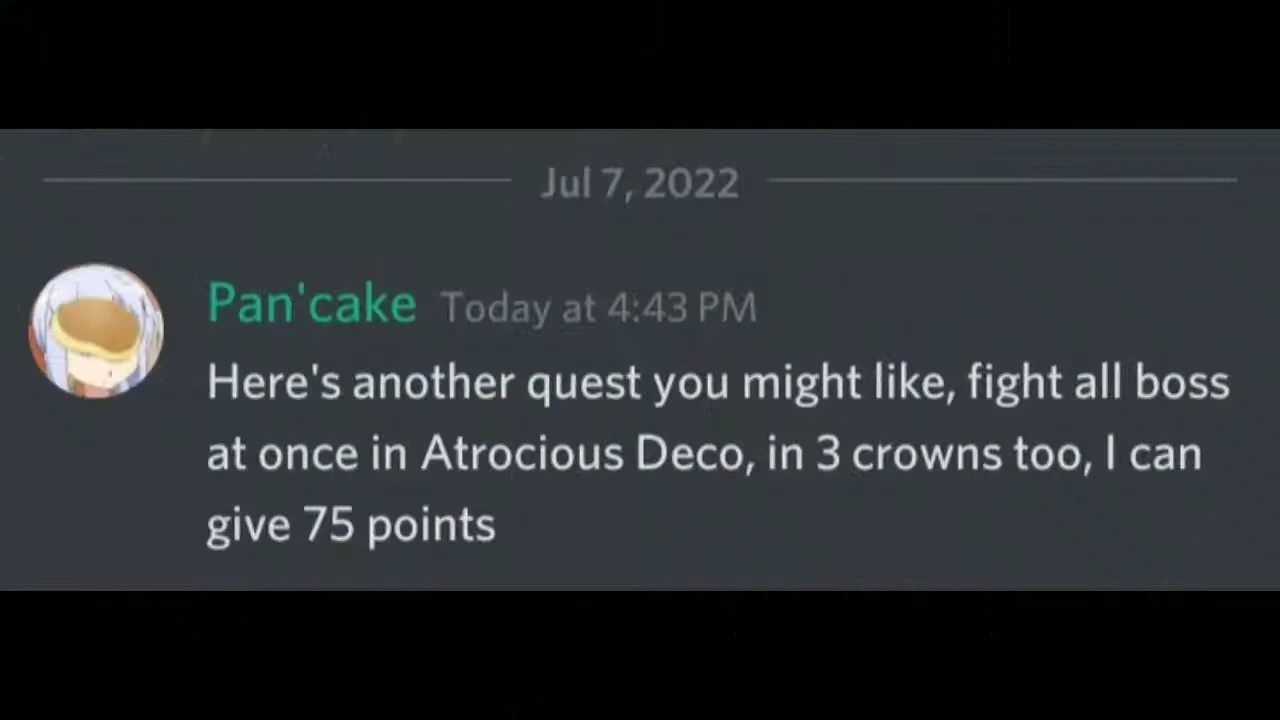 Jul 7, 2022
Pan'cake Today at 4:43 PM
Here's another quest you might like, fight all boss
at once in Atrocious Deco, in 3 crowns too, I can
give 75 points